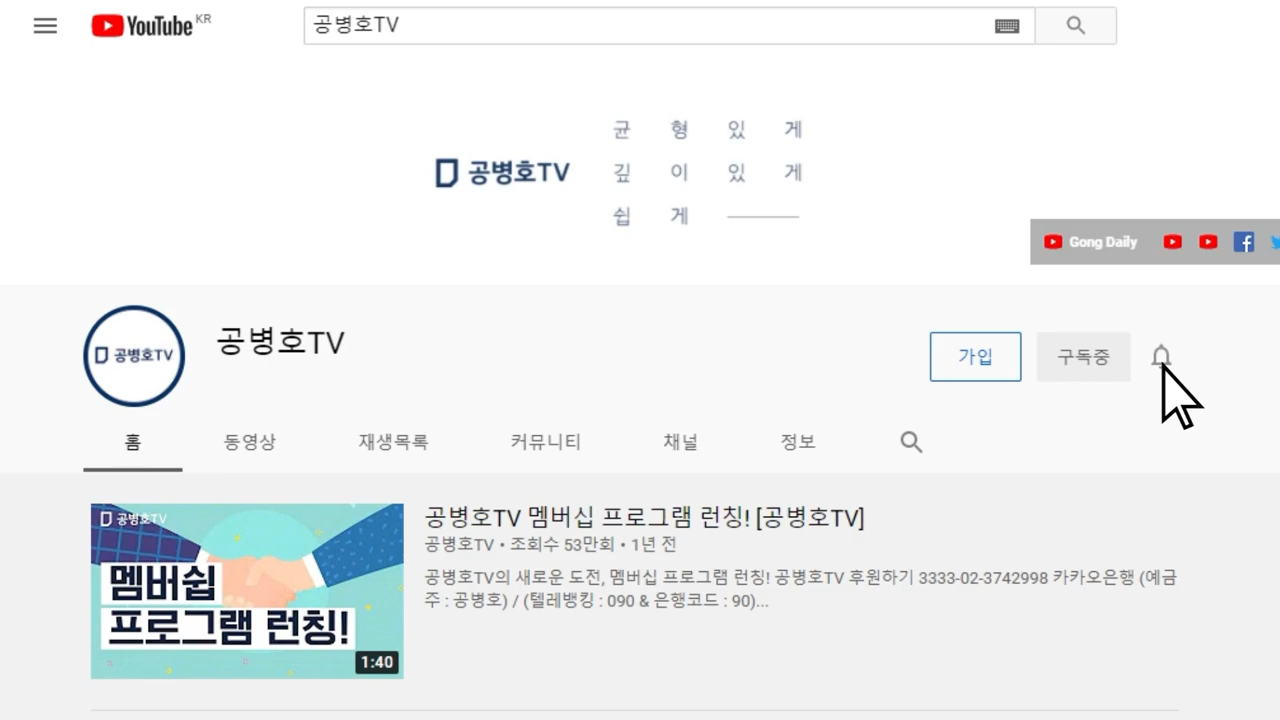 YouTube KR
공병호TV
공병호TV
균형있게
깊이있게
쉽게
Gong Daily
공병호TV
공병호TV
가입
구독중
홈
동영상
재생목록
커뮤니티
채널
정보
공병호TV
멤버쉽
프로그램 런칭!
1:40
공병호TV 멤버십 프로그램 런칭! [공병호TV]
공병호TV • 조회수 53만회 • 1년 전
공병호TV의 새로운 도전, 멤버십 프로그램 런칭! 공병호TV 후원하기 3333-02-3742998 카카오은행 (예금
주 : 공병호) / (텔레뱅킹 : 090 & 은행코드 : 90)...